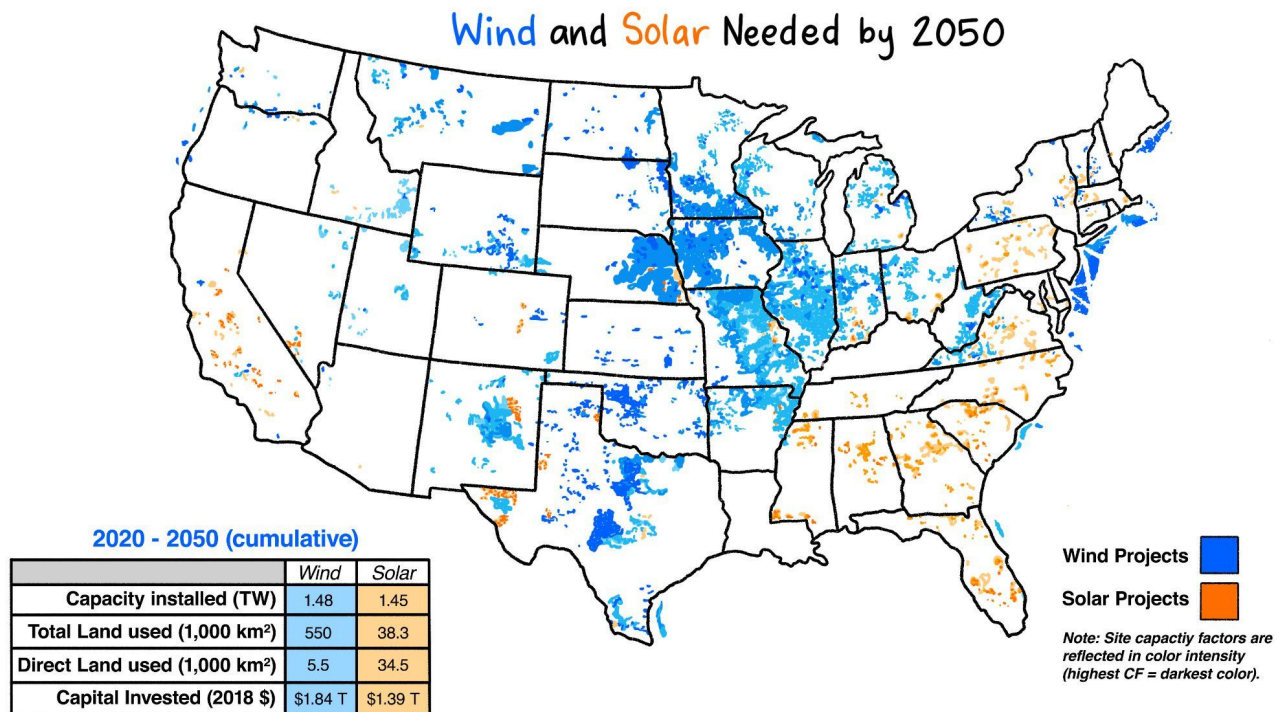 Wind and Solar Needed by 2050
2020 - 2050 (cumulative)
Wind Solar
Capacity installed (TW) 1.48 1.45
Total Land used (1,000 km²) 550 38.3
Direct Land used (1,000 km²) 5.5 34.5
Capital Invested (2018 $) $1.84 T $1.39 T
Wind Projects
Solar Projects
Note: Site capactiy factors are
reflected in color intensity
(highest CF = darkest color).